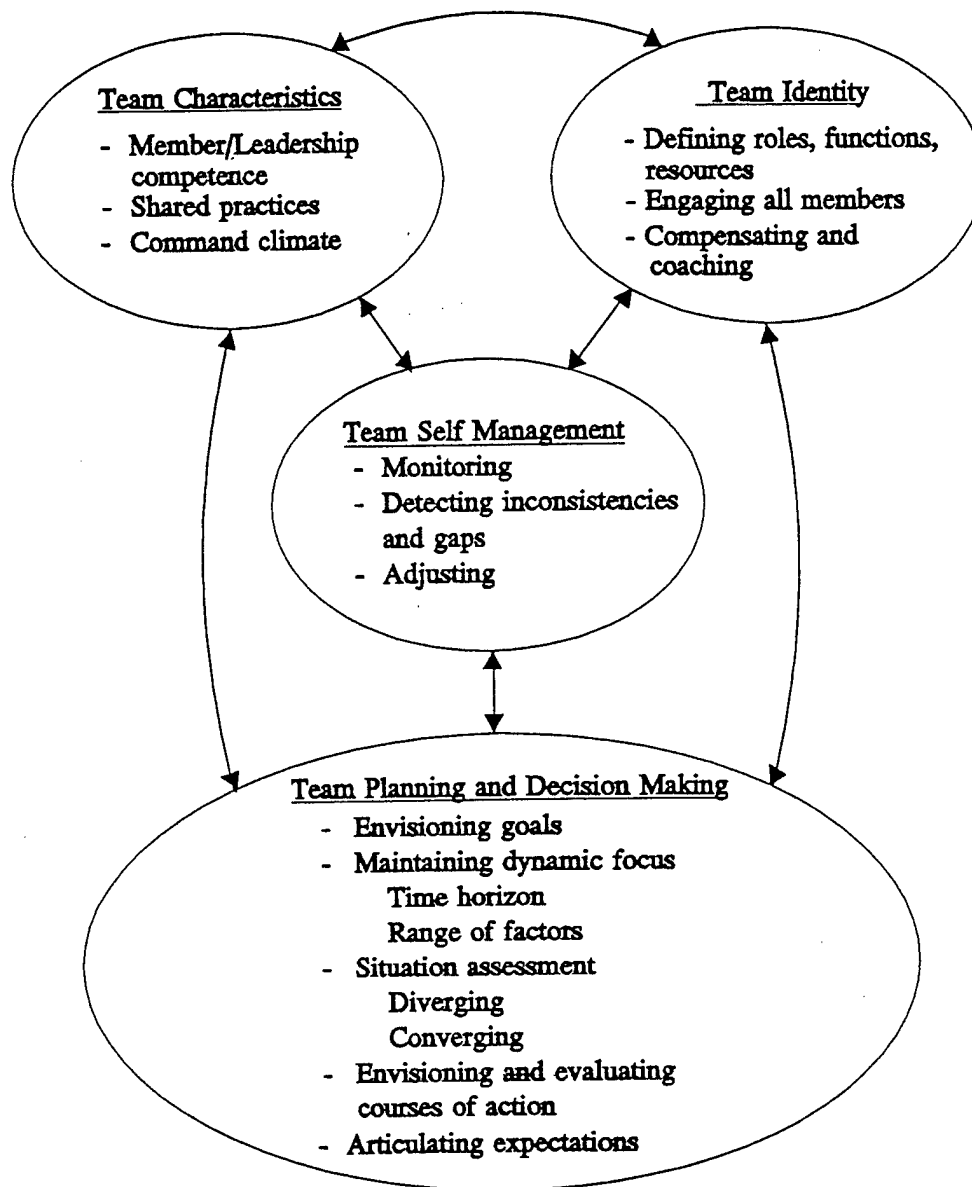 Team Characteristics
- Member/Leadership
competence
- Shared practices
- Command climate
Team Identity
- Defining roles, functions,
resources
- Engaging all members
- Compensating and
coaching
Team Self Management
- Monitoring
- Detecting inconsistencies
and gaps
- Adjusting
Team Planning and Decision Making
- Envisioning goals
- Maintaining dynamic focus
Time horizon
Range of factors
- Situation assessment
Diverging
Converging
- Envisioning and evaluating
courses of action
- Articulating expectations